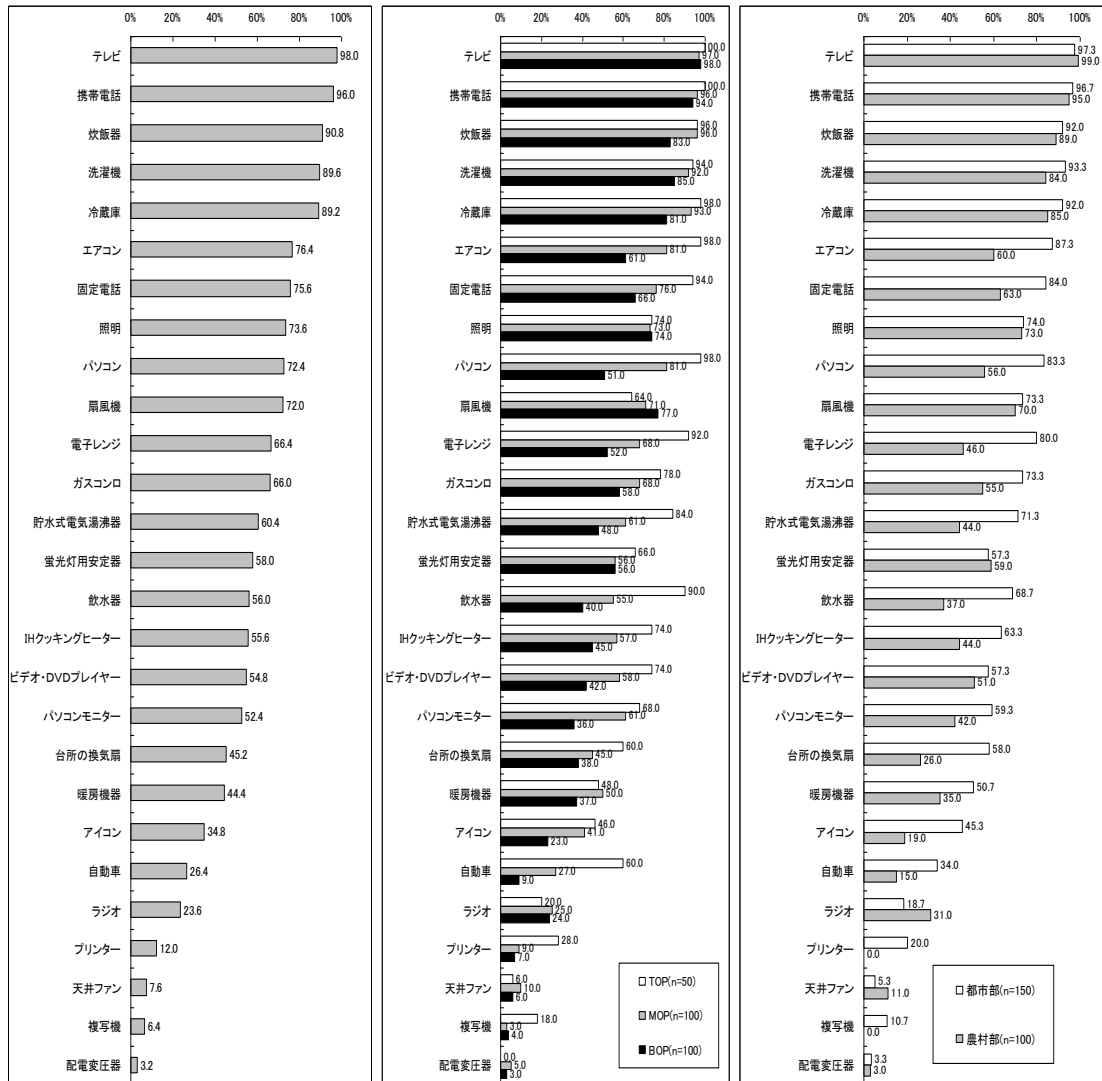 0% 20% 40% 60% 80% 100%
テレビ 98.0
携帯電話 96.0
炊飯器 90.8
洗濯機 89.6
冷蔵庫 89.2
エアコン 76.4
固定電話 75.6
照明 73.6
パソコン 72.4
扇風機 72.0
電子レンジ 66.4
ガスコンロ 66.0
貯水式電気湯沸器 60.4
蛍光灯用安定器 58.0
飲水器 56.0
IHクッキングヒーター 55.6
ビデオ・DVDプレイヤー 54.8
パソコンモニター 52.4
台所の換気扇 45.2
暖房機器 44.4
アイコン 34.8
自動車 26.4
ラジオ 23.6
プリンター 12.0
天井ファン 7.6
複写機 6.4
配電変圧器 3.2
0% 20% 40% 60% 80% 100%
テレビ 100.0 97.0 98.0
携帯電話 100.0 96.0 94.0
炊飯器 96.0 96.0 83.0
洗濯機 94.0 92.0 85.0
冷蔵庫 98.0 93.0 81.0
エアコン 98.0 81.0 61.0
固定電話 94.0 76.0 66.0
照明 74.0 73.0 74.0
パソコン 98.0 81.0 51.0
扇風機 64.0 71.0 77.0
電子レンジ 92.0 68.0 52.0
ガスコンロ 78.0 68.0 58.0
貯水式電気湯沸器 84.0 61.0 48.0
蛍光灯用安定器 66.0 56.0 56.0
飲水器 90.0 55.0 40.0
IHクッキングヒーター 74.0 57.0 45.0
ビデオ・DVDプレイヤー 74.0 58.0 42.0
パソコンモニター 68.0 61.0 36.0
台所の換気扇 60.0 45.0 38.0
暖房機器 48.0 50.0 37.0
アイコン 46.0 41.0 23.0
自動車 60.0 27.0 9.0
ラジオ 20.0 25.0 24.0
プリンター 28.0 9.0 7.0
天井ファン 6.0 10.0 6.0
複写機 18.0 3.0 4.0
配電変圧器 0.0 5.0 3.0
TOP(n=50)
MOP(n=100)
BOP(n=100)
0% 20% 40% 60% 80% 100%
テレビ 97.3 99.0
携帯電話 96.7 95.0
炊飯器 92.0 89.0
洗濯機 93.3 84.0
冷蔵庫 92.0 85.0
エアコン 87.3 60.0
固定電話 84.0 63.0
照明 74.0 73.0
パソコン 83.3 56.0
扇風機 73.3 70.0
電子レンジ 80.0 46.0
ガスコンロ 73.3 55.0
貯水式電気湯沸器 71.3 44.0
蛍光灯用安定器 57.3 59.0
飲水器 68.7 37.0
IHクッキングヒーター 63.3 44.0
ビデオ・DVDプレイヤー 57.3 51.0
パソコンモニター 59.3 42.0
台所の換気扇 58.0 26.0
暖房機器 50.7 35.0
アイコン 45.3 19.0
自動車 34.0 15.0
ラジオ 18.7 31.0
プリンター 20.0 0.0
天井ファン 5.3 11.0
複写機 10.7 0.0
配電変圧器 3.3 3.0
都市部(n=150)
農村部(n=100)